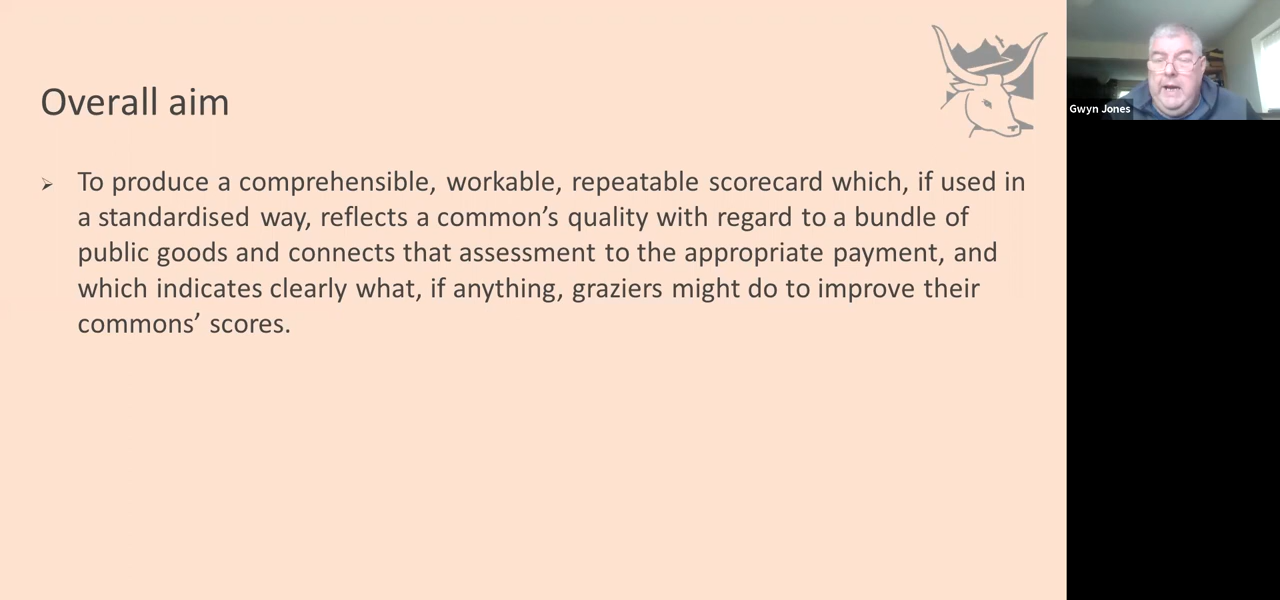 Overall aim
To produce a comprehensible, workable, repeatable scorecard which, if used in
a standardised way, reflects a common’s quality with regard to a bundle of
public goods and connects that assessment to the appropriate payment, and
which indicates clearly what, if anything, graziers might do to improve their
commons’ scores.
Gwyn Jones